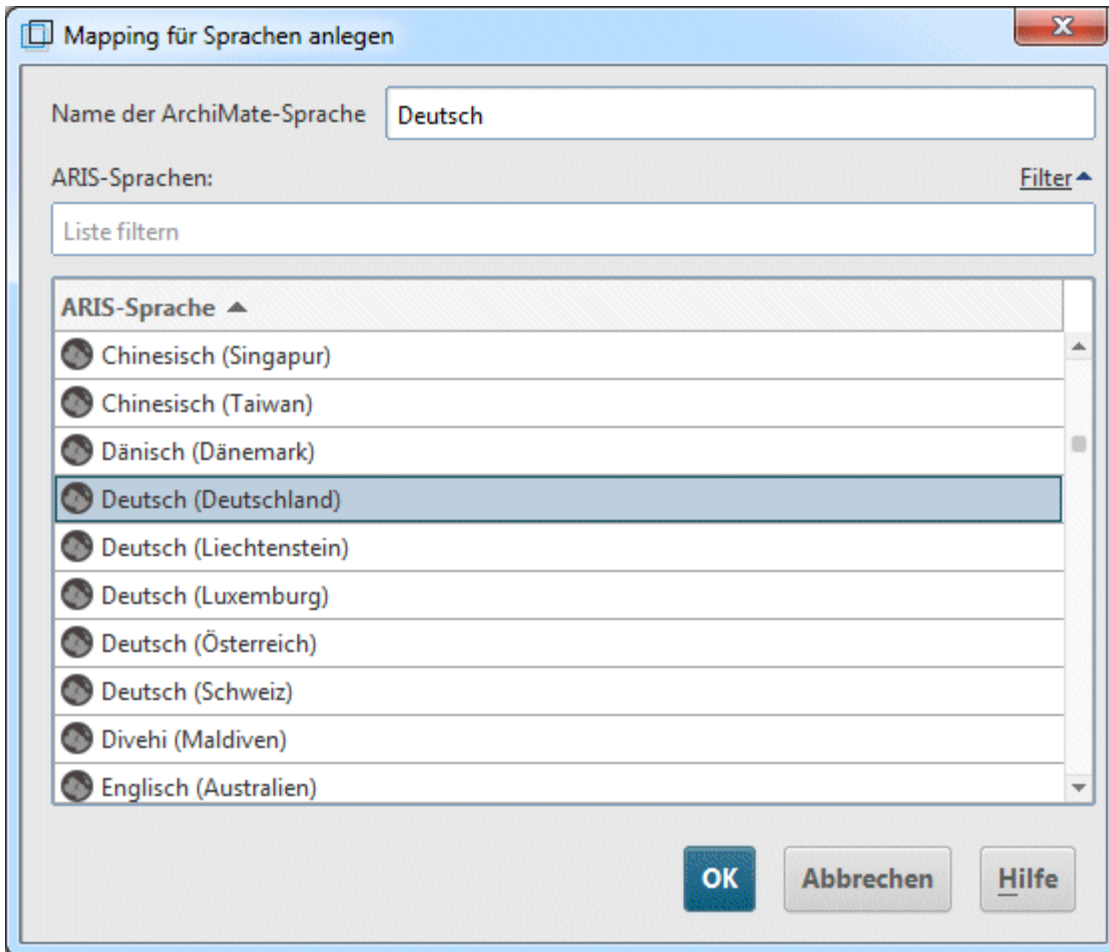 Mapping für Sprachen anlegen
Name der ArchiMate-Sprache Deutsch
ARIS-Sprachen: Filter
Liste filtern
ARIS-Sprache
Chinesisch (Singapur)
Chinesisch (Taiwan)
Dänisch (Dänemark)
Deutsch (Deutschland)
Deutsch (Liechtenstein)
Deutsch (Luxemburg)
Deutsch (Österreich)
Deutsch (Schweiz)
Divehi (Maldiven)
Englisch (Australien)
OK Abbrechen Hilfe